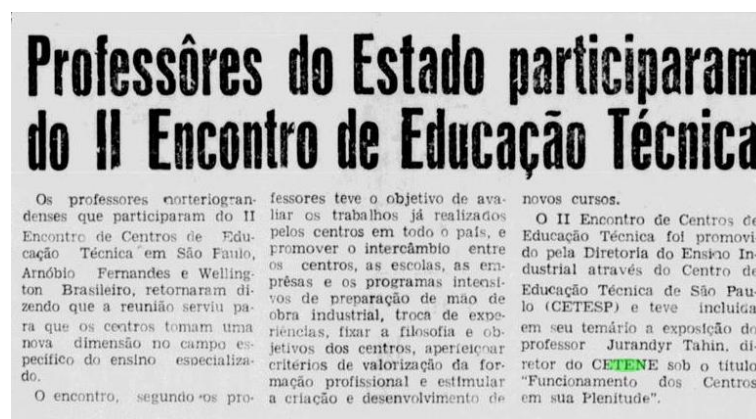 Professôres do Estado participaram
do II Encontro de Educação Técnica
Os professores norteriogran-
denses que participaram do II
Encontro de Centros de Edu-
cação Técnica em São Paulo,
Arnóbio Fernandes e Welling-
ton Brasileiro, retornaram di-
zendo que a reunião serviu pa-
ra que os centros tomam uma
nova dimensão no campo es-
pecífico do ensino especializa-
do.
O encontro, segundo os pro-
fessores teve o objetivo de ava-
liar os trabalhos já realizados
pelos centros em todo o país, e
promover o intercâmbio entre
os centros, as escolas, as em-
prêsas e os programas intensi-
vos de preparação de mão de
obra industrial, troca de expe-
riências, fixar a filosofia e ob-
jetivos dos centros, aperfeiçoar
critérios de valorização da for-
mação profissional e estimular
a criação e desenvolvimento de
novos cursos.
O II Encontro de Centros de
Educação Técnica foi promovi-
do pela Diretoria do Ensino In-
dustrial através do Centro de
Educação Técnica de São Pau-
lo (CETESP) e teve incluida
em seu temário a exposição do
professor Jurandyr Tahin, di-
retor do CETENE sob o título
"Funcionamento dos Centros
em sua Plenitude".